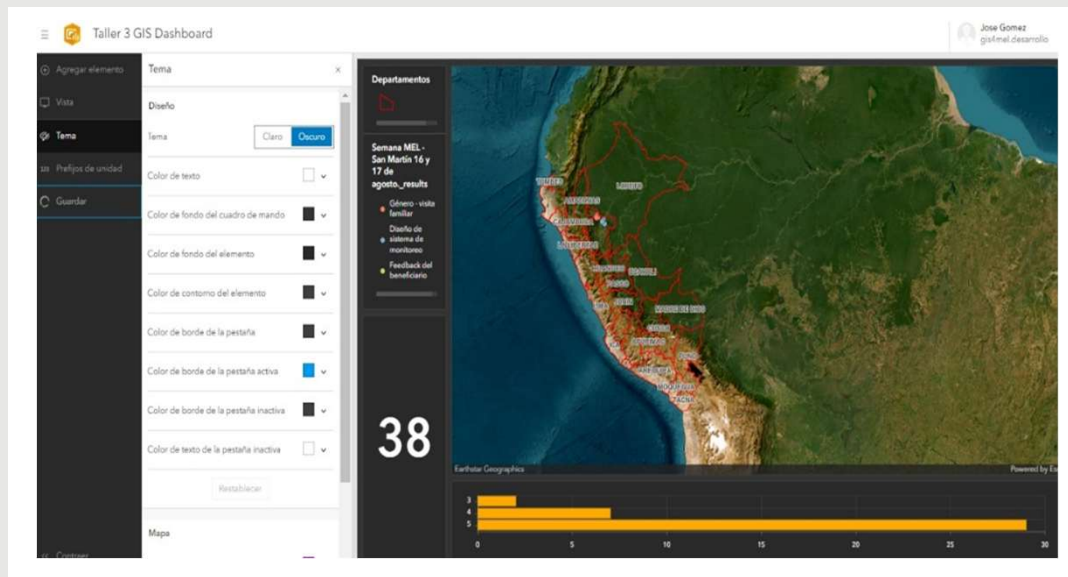 Taller 3 GIS Dashboard
Jose Gomez
gis4mel.desarrollo
Agregar elemento
Vista
Tema
Prefijos de unidad
Guardar
Contraer
Tema
Diseño
Tema
Claro
Oscuro
Color de texto
Color de fondo del cuadro de mando
Color de fondo del elemento
Color de contorno del elemento
Color de borde de la pestaña
Color de borde de la pestaña activa
Color de borde de la pestaña inactiva
Color de texto de la pestaña inactiva
Restablecer
Mapa
Departamentos
Semana MEL -
San Martín 16 y
17 de
agosto._results
Género - visita
familiar
Diseño de
sistema de
monitoreo
Feedback del
beneficiario
38
TUMBES
LORETO
AMAZONAS
CAJAMARCA
LA LIBERTAD
HUANUCO
UCAYALI
PASCO
JUNIN
MADRE DE DIOS
CUSCO
PUNO
AREQUIPA
MOQUEGUA
TACNA
Earthstar Geographics
Powered by Es
3
4
5
0
5
10
15
20
25
30